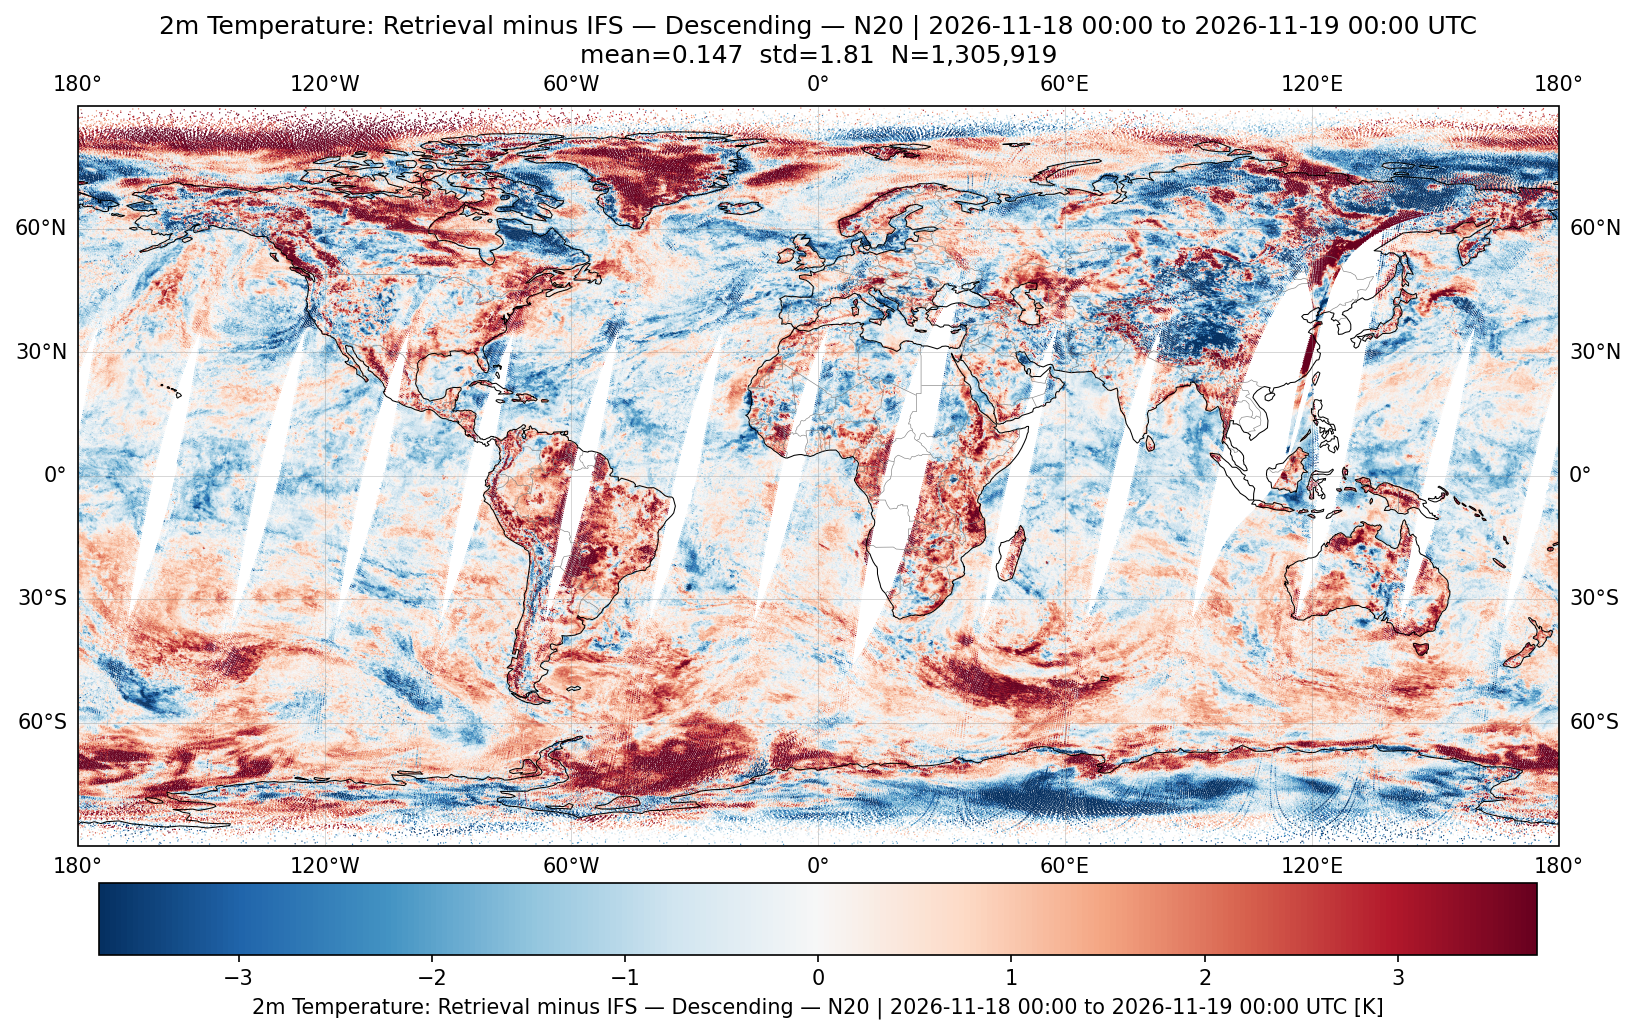 2m Temperature: Retrieval minus IFS — Descending — N20 | 2026-11-18 00:00 to 2026-11-19 00:00 UTC
mean=0.147  std=1.81  N=1,305,919
180° 120°W 60°W 0° 60°E 120°E 180°
60°N 60°N
30°N 30°N
0° 0°
30°S 30°S
60°S 60°S
180° 120°W 60°W 0° 60°E 120°E 180°
−3 −2 −1 0 1 2 3
2m Temperature: Retrieval minus IFS — Descending — N20 | 2026-11-18 00:00 to 2026-11-19 00:00 UTC [K]